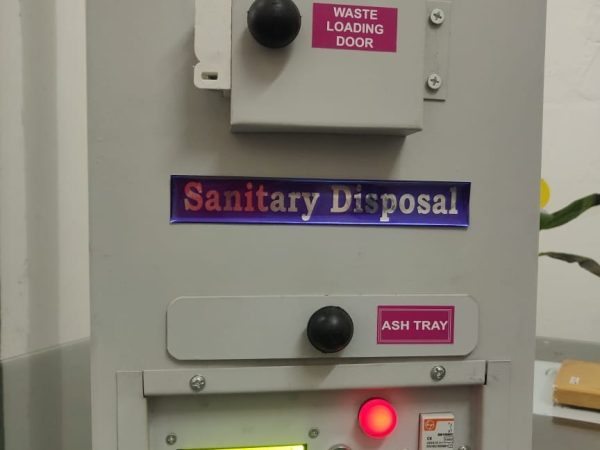 WASTE
LOADING
DOOR
Sanitary Disposal
ASH TRAY